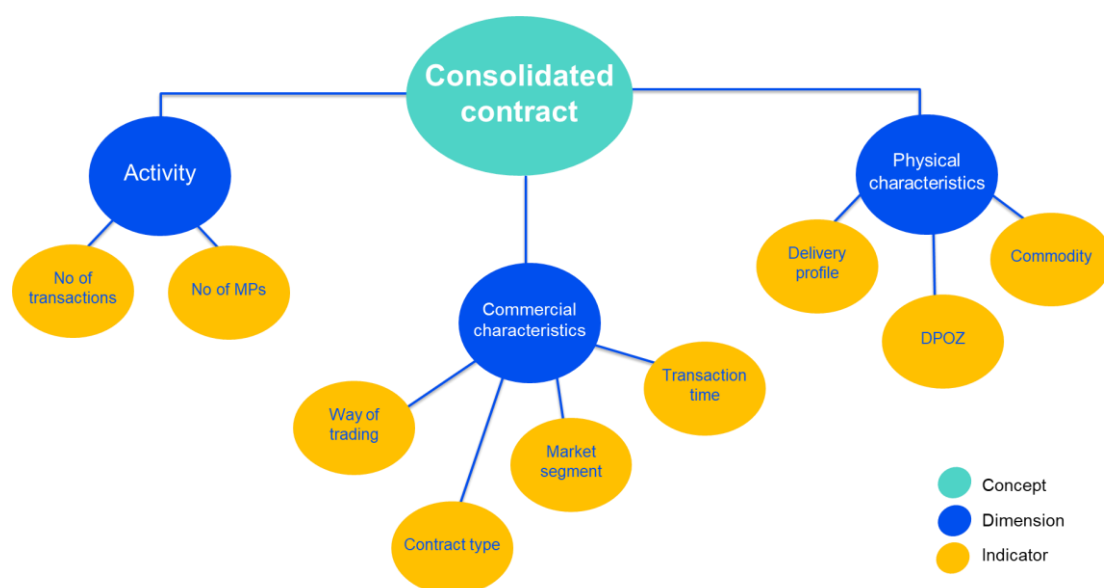 Consolidated
contract
Activity
No of
transactions
No of MPs
Commercial
characteristics
Way of
trading
Contract type
Market
segment
Transaction
time
Physical
characteristics
Delivery
profile
DPOZ
Commodity
Concept
Dimension
Indicator